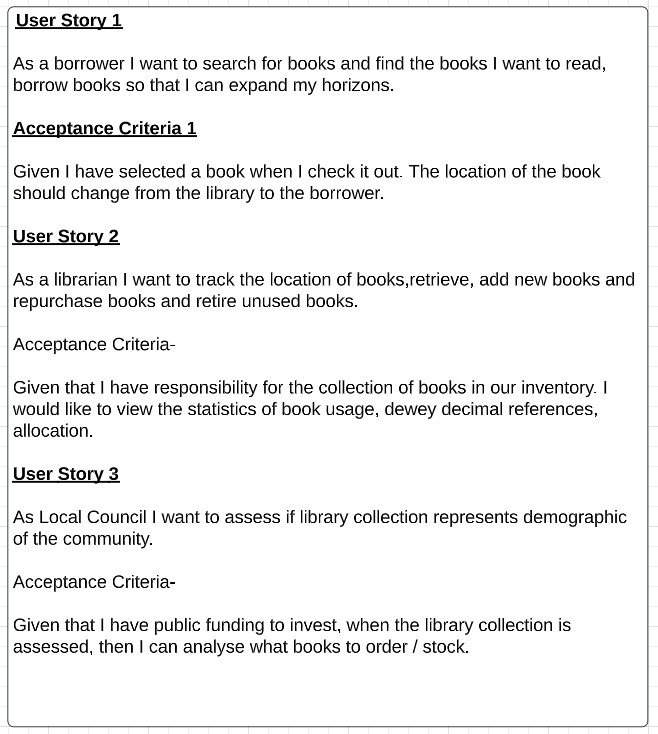 User Story 1
As a borrower I want to search for books and find the books I want to read,
borrow books so that I can expand my horizons.
Acceptance Criteria 1
Given I have selected a book when I check it out. The location of the book
should change from the library to the borrower.
User Story 2
As a librarian I want to track the location of books,retrieve, add new books and
repurchase books and retire unused books.
Acceptance Criteria-
Given that I have responsibility for the collection of books in our inventory. I
would like to view the statistics of book usage, dewey decimal references,
allocation.
User Story 3
As Local Council I want to assess if library collection represents demographic
of the community.
Acceptance Criteria-
Given that I have public funding to invest, when the library collection is
assessed, then I can analyse what books to order / stock.